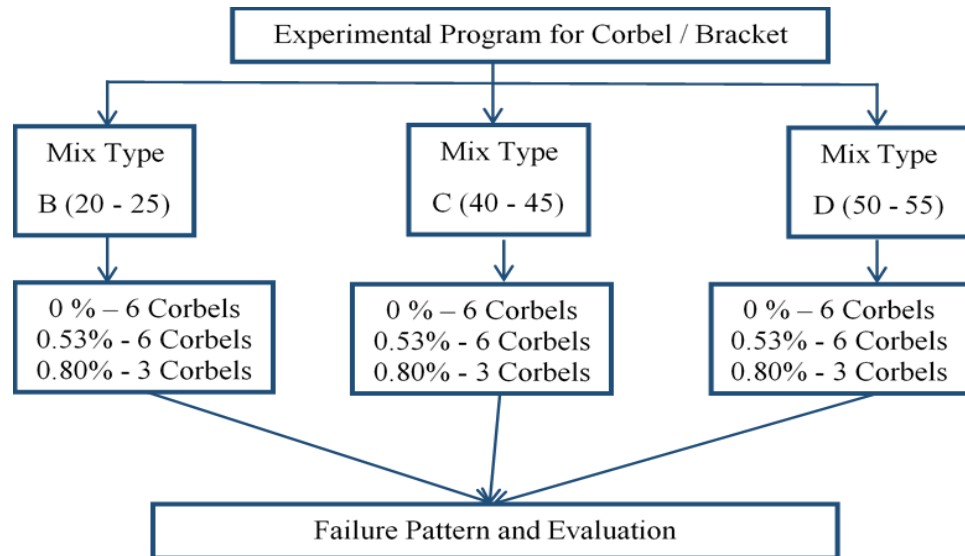 Experimental Program for Corbel / Bracket
Mix Type
B (20 - 25)
Mix Type
C (40 - 45)
Mix Type
D (50 - 55)
0 % – 6 Corbels
0.53% - 6 Corbels
0.80% - 3 Corbels
0% – 6 Corbels
0.53% - 6 Corbels
0.80% - 3 Corbels
0% – 6 Corbels
0.53% - 6 Corbels
0.80% - 3 Corbels
Failure Pattern and Evaluation